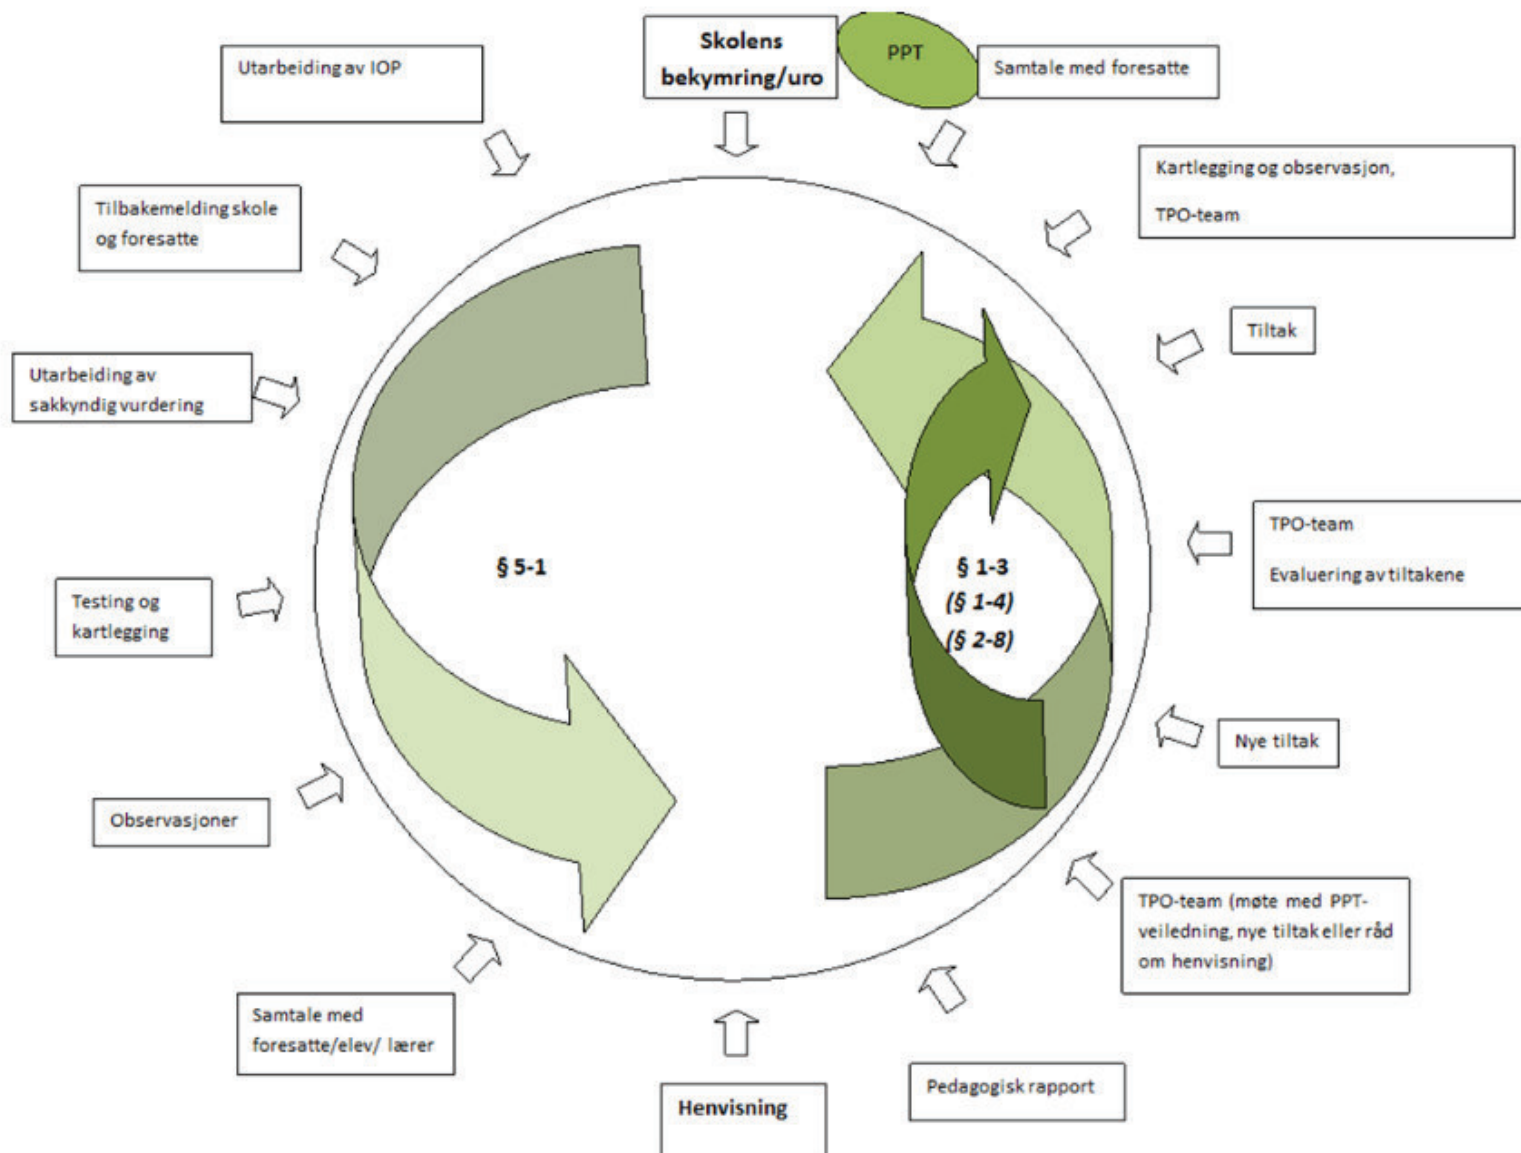 Skolens
bekymring/uro
PPT
Samtale med foresatte
Kartlegging og observasjon,
TPO-team
Tiltak
TPO-team
Evaluering av tiltakene
Nye tiltak
TPO-team (møte med PPT-
veiledning, nye tiltak eller råd
om henvisning)
Pedagogisk rapport
Henvisning
Samtale med
foresatte/elev/ lærer
Observasjoner
Testing og
kartlegging
Utarbeiding av
sakkyndig vurdering
Tilbakemelding skole
og foresatte
Utarbeiding av IOP
§ 5-1
§ 1-3
(§ 1-4)
(§ 2-8)